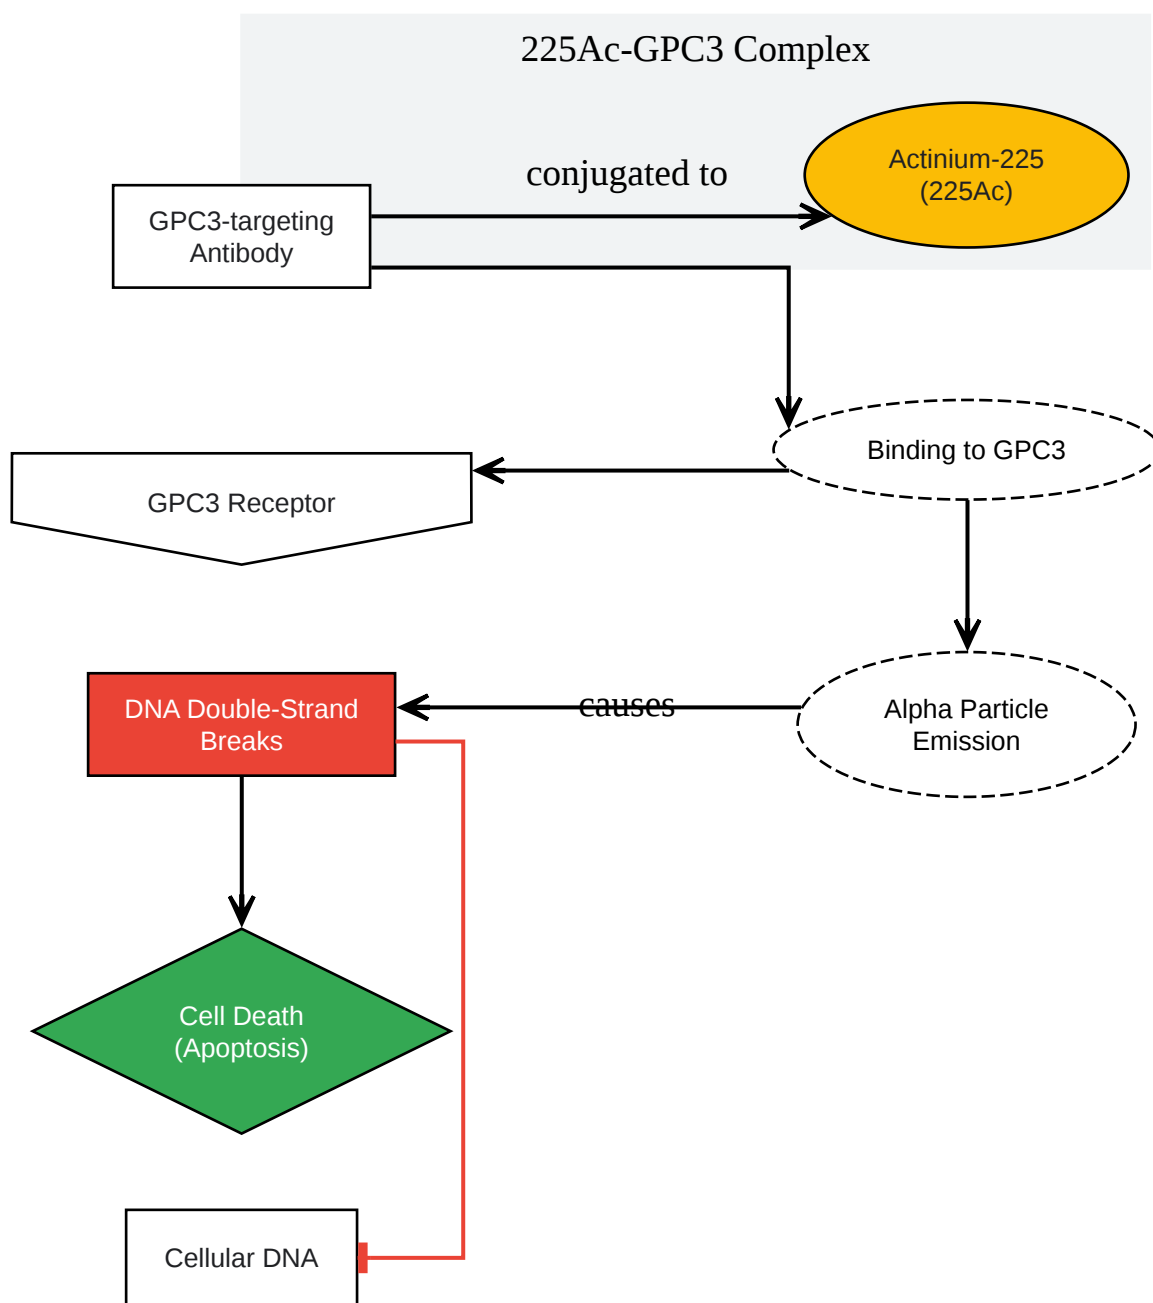 225Ac-GPC3 Complex
conjugated to
Actinium-225
(225Ac)
GPC3-targeting
Antibody
Binding to GPC3
GPC3 Receptor
DNA Double-Strand
Breaks
causes
Alpha Particle
Emission
Cell Death
(Apoptosis)
Cellular DNA